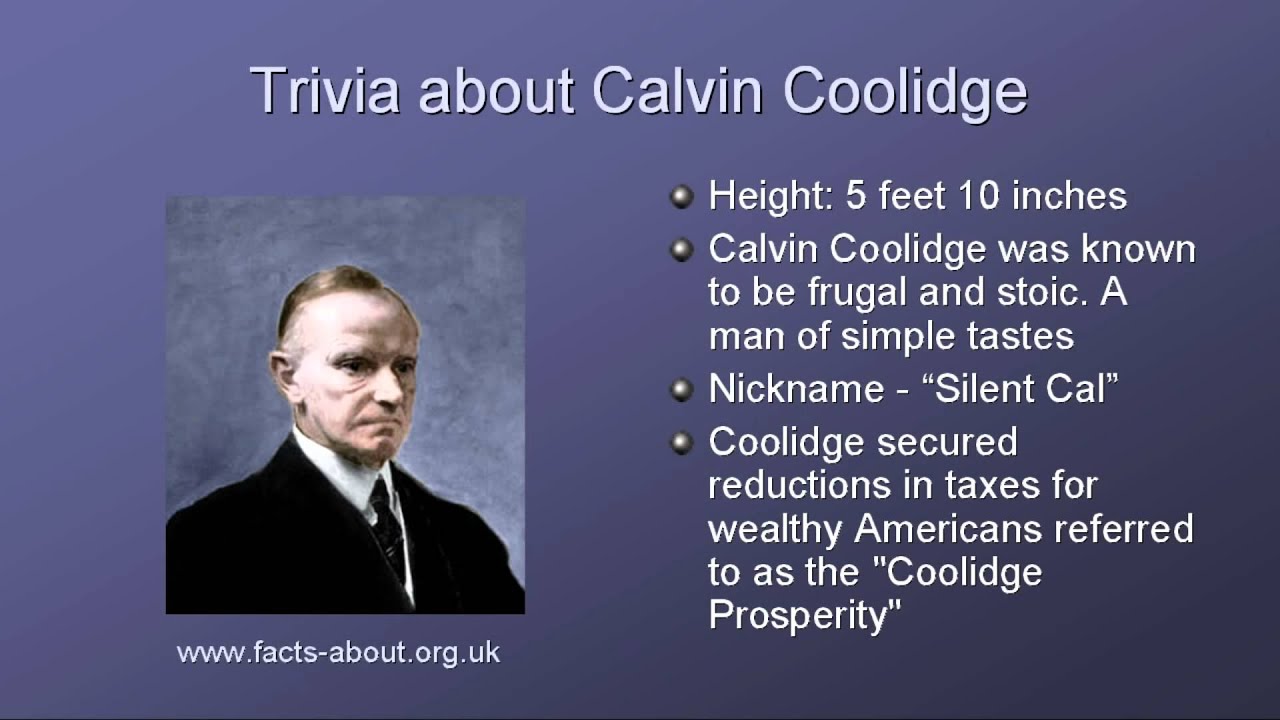 Trivia about Calvin Coolidge
Height: 5 feet 10 inches
Calvin Coolidge was known
to be frugal and stoic. A
man of simple tastes
Nickname - “Silent Cal”
Coolidge secured
reductions in taxes for
wealthy Americans referred
to as the "Coolidge
Prosperity"
www.facts-about.org.uk